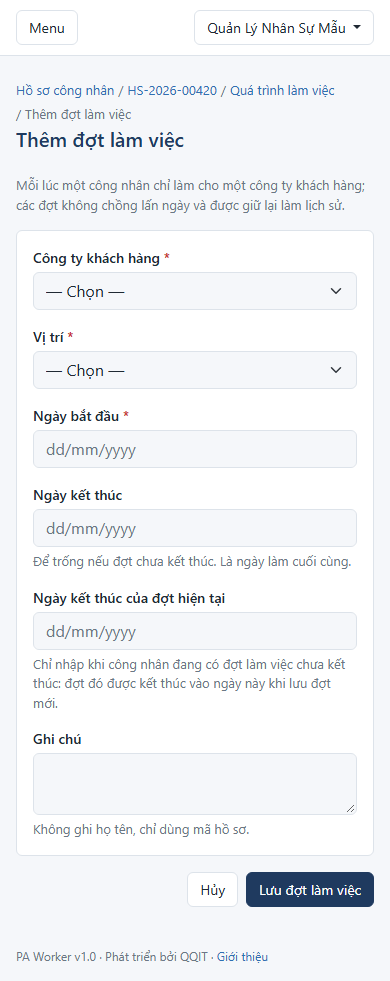 Menu
Quản Lý Nhân Sự Mẫu
Hồ sơ công nhân / HS-2026-00420 / Quá trình làm việc
/ Thêm đợt làm việc
Thêm đợt làm việc
Mỗi lúc một công nhân chỉ làm cho một công ty khách hàng;
các đợt không chồng lấn ngày và được giữ lại làm lịch sử.
Công ty khách hàng *
— Chọn —
Vị trí *
— Chọn —
Ngày bắt đầu *
dd/mm/yyyy
Ngày kết thúc
dd/mm/yyyy
Để trống nếu đợt chưa kết thúc. Là ngày làm cuối cùng.
Ngày kết thúc của đợt hiện tại
dd/mm/yyyy
Chỉ nhập khi công nhân đang có đợt làm việc chưa kết
thúc: đợt đó được kết thúc vào ngày này khi lưu đợt
mới.
Ghi chú
Không ghi họ tên, chỉ dùng mã hồ sơ.
Hủy
Lưu đợt làm việc
PA Worker v1.0 · Phát triển bởi QQIT · Giới thiệu